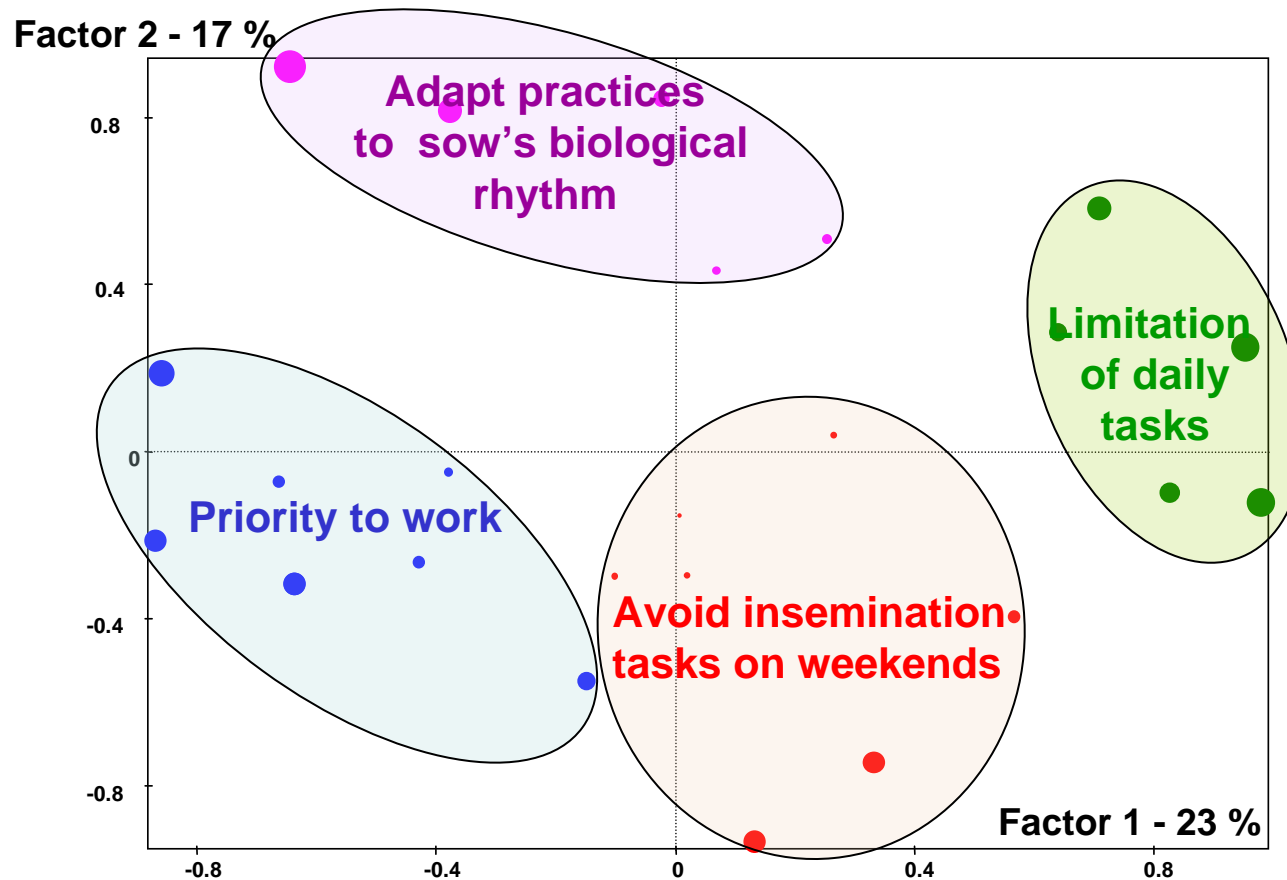 Factor 2 - 17 %
Adapt practices
to sow's biological
rhythm
0.8
0.4
Limitation
of daily
tasks
0
Priority to work
Avoid insemination
tasks on weekends
-0.4
-0.8
Factor 1 - 23 %
-0.8 -0.4 0 0.4 0.8